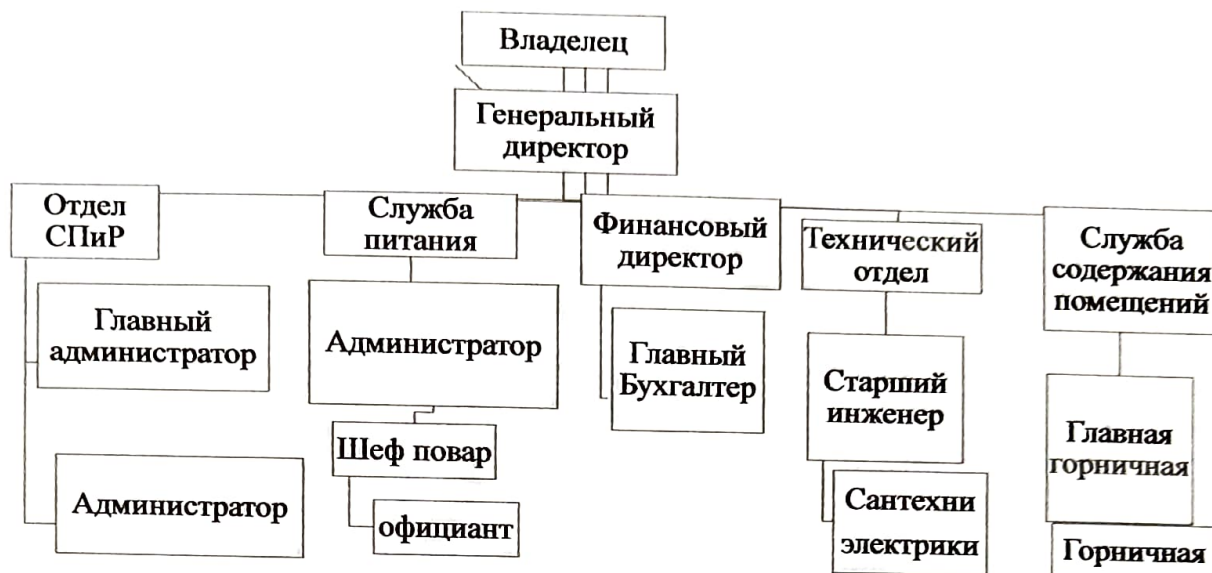 Владелец
Генеральный
директор
Отдел
СПиР
Служба
питания
Финансовый
директор
Технический
отдел
Служба
содержания
помещений
Главный
администратор
Администратор
Главный
Бухгалтер
Старший
инженер
Главная
горничная
Шеф повар
Администратор
официант
Сантехни
электрики
Горничная